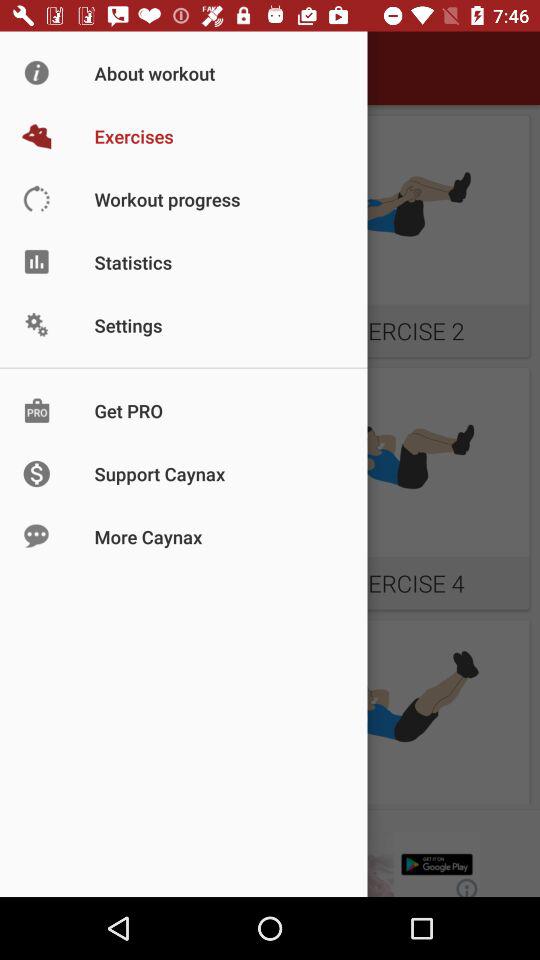 FAKE
7:46
About workout
Exercises
ERCISE 2
Workout progress
Statistics
Settings
PRO
Get PRO
$
Support Caynax
More Caynax
ERCISE 4
GET IT ON
Google Play